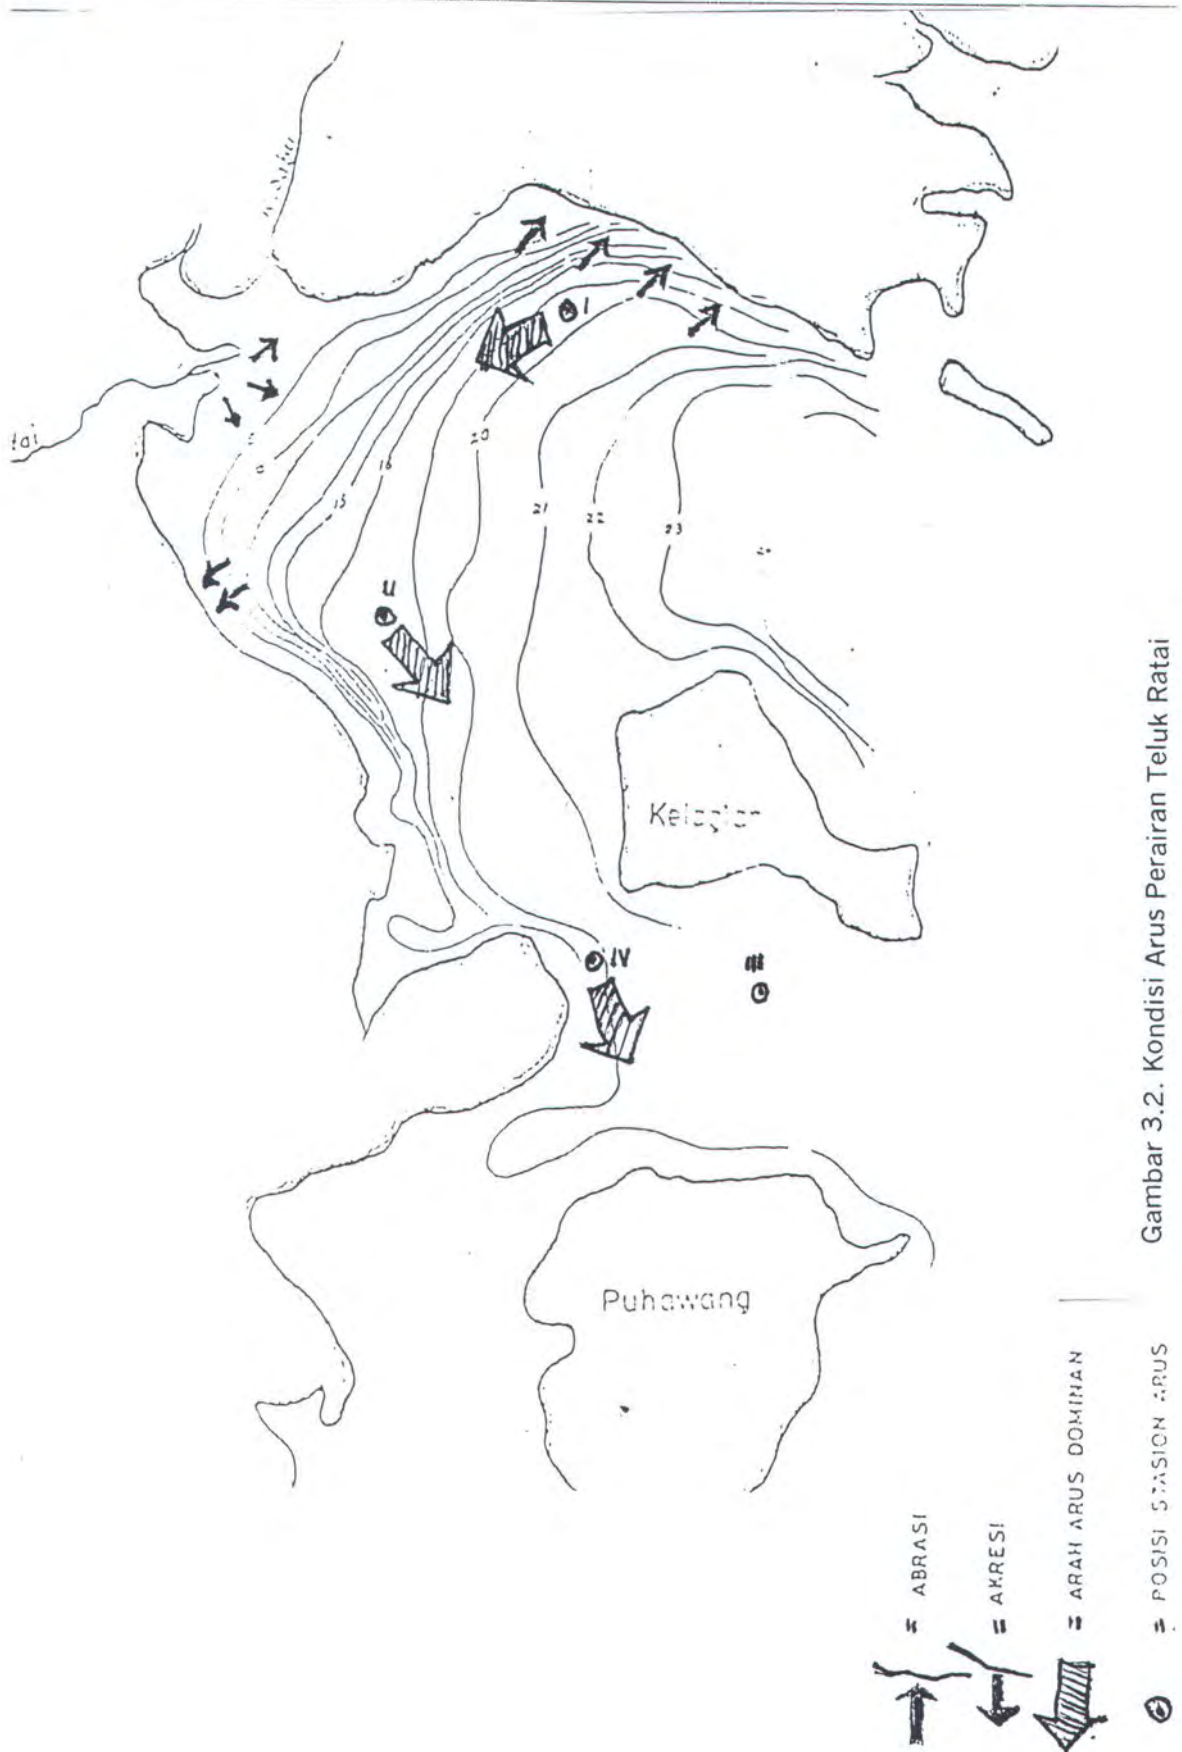 tai
16
15
20
21
22
23
I
II
IV
III
Puhawang
= ABRASI
= AKRESI
= ARAH ARUS DOMINAN
= POSISI STASION ARUS
Gambar 3.2. Kondisi Arus Perairan Teluk Ratai